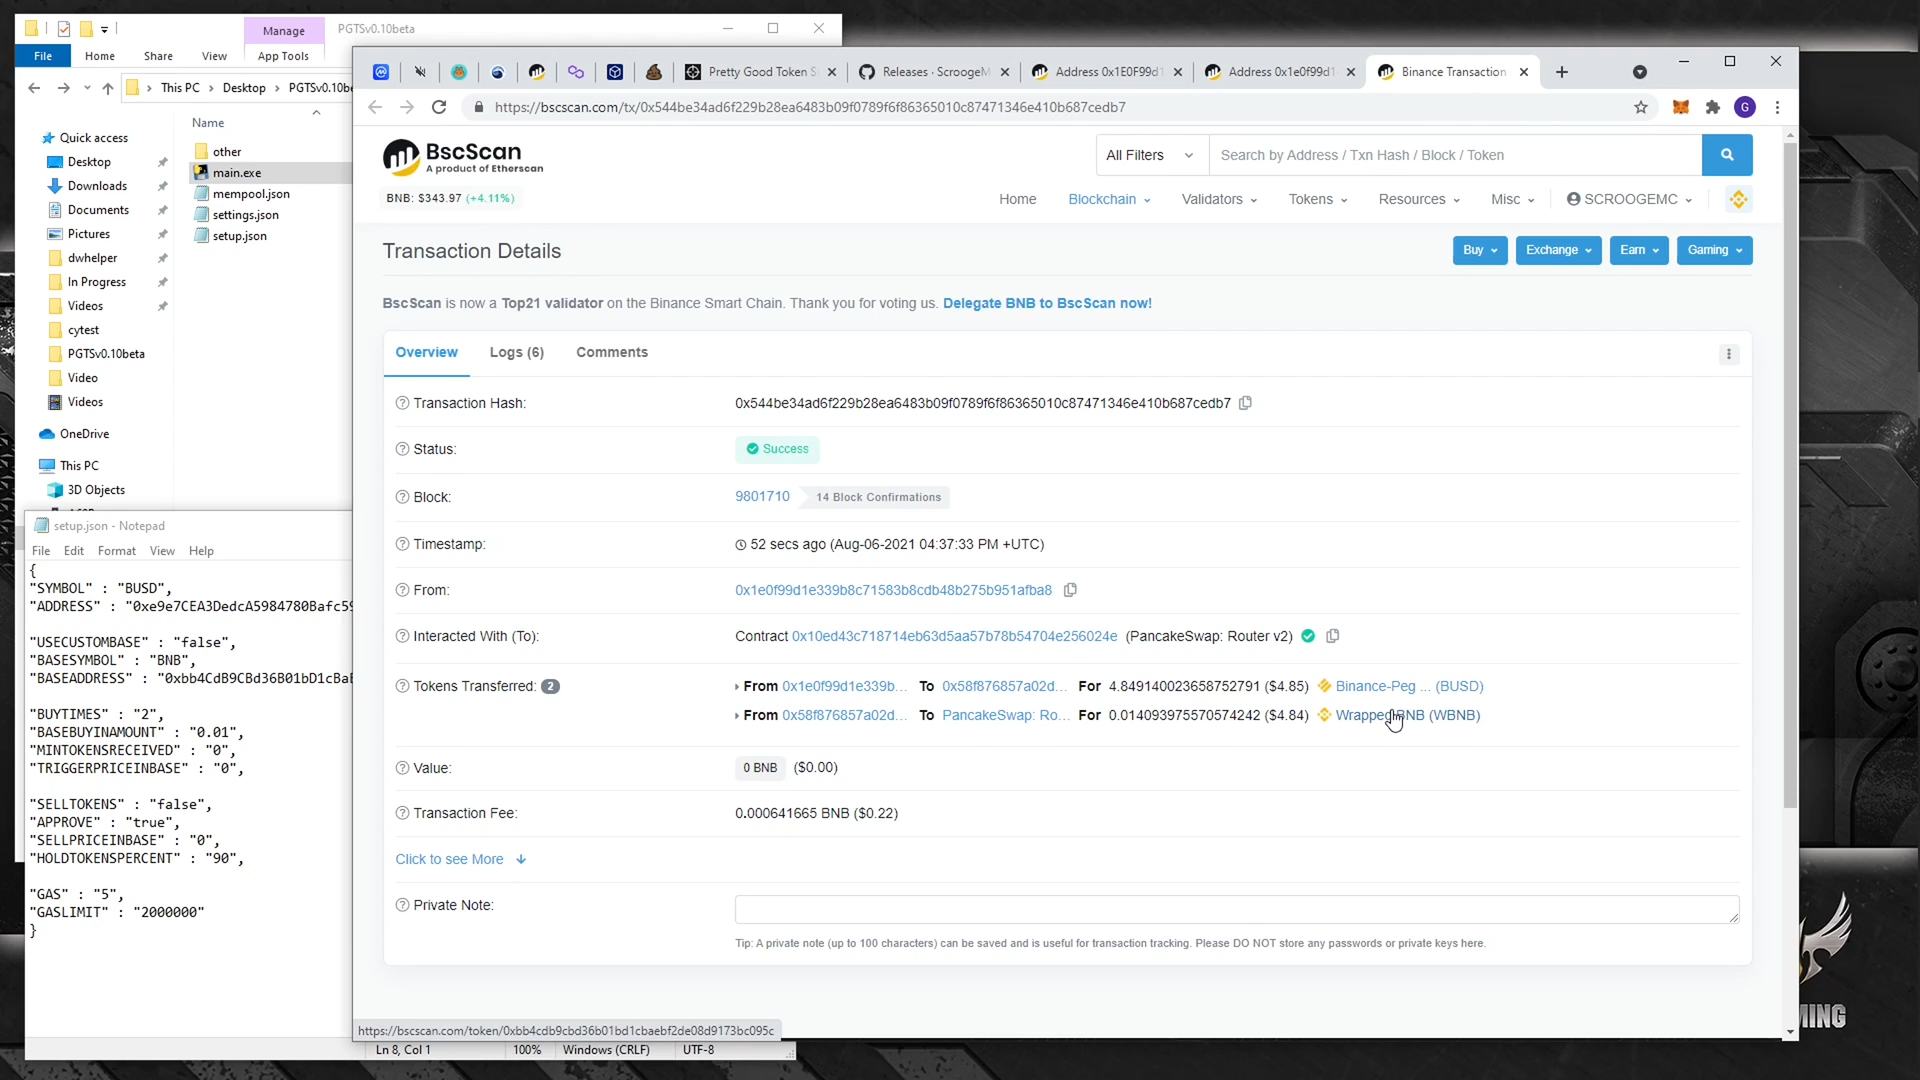 Manage
PGTSv0.10beta
File
Home
Share
View
App Tools
This PC
Desktop
PGTSv0.10be
Quick access
Desktop
Downloads
Documents
Pictures
dwhelper
In Progress
Videos
cytest
PGTSv0.10beta
Video
Videos
OneDrive
This PC
3D Objects
Name
other
main.exe
mempool.json
settings.json
setup.json
Pretty Good Token S
Releases · ScroogeM
Address 0x1E0F99d1
Address 0x1e0f99d1
Binance Transaction
https://bscscan.com/tx/0x544be34ad6f229b28ea6483b09f0789f6f86365010c87471346e410b687cedb7
G
BscScan
A product of Etherscan
All Filters
Search by Address / Txn Hash / Block / Token
BNB: $343.97 (+4.11%)
Home
Blockchain
Validators
Tokens
Resources
Misc
SCROOGEMC
Transaction Details
Buy
Exchange
Earn
Gaming
BscScan is now a Top21 validator on the Binance Smart Chain. Thank you for voting us. Delegate BNB to BscScan now!
Overview
Logs (6)
Comments
Transaction Hash:
0x544be34ad6f229b28ea6483b09f0789f6f86365010c87471346e410b687cedb7
Status:
Success
Block:
9801710
14 Block Confirmations
Timestamp:
52 secs ago (Aug-06-2021 04:37:33 PM +UTC)
From:
0x1e0f99d1e339b8c71583b8cdb48b275b951afba8
Interacted With (To):
Contract 0x10ed43c718714eb63d5aa57b78b54704e256024e (PancakeSwap: Router v2)
Tokens Transferred: 2
From 0x1e0f99d1e339b... To 0x58f876857a02d... For 4.849140023658752791 ($4.85) Binance-Peg ... (BUSD)
From 0x58f876857a02d... To PancakeSwap: Ro... For 0.014093975570574242 ($4.84) Wrapped BNB (WBNB)
Value:
0 BNB ($0.00)
Transaction Fee:
0.000641665 BNB ($0.22)
Click to see More
Private Note:
Tip: A private note (up to 100 characters) can be saved and is useful for transaction tracking. Please DO NOT store any passwords or private keys here.
https://bscscan.com/token/0xbb4cdb9cbd36b01bd1cbaebf2de08d9173bc095c
setup.json - Notepad
File
Edit
Format
View
Help
{
"SYMBOL" : "BUSD",
"ADDRESS" : "0xe9e7CEA3DedcA5984780Bafc59
"USECUSTOMBASE" : "false",
"BASESYMBOL" : "BNB",
"BASEADDRESS" : "0xbb4CdB9CBd36B01bD1cBaE
"BUYTIMES" : "2",
"BASEBUYINAMOUNT" : "0.01",
"MINTOKENSRECEIVED" : "0",
"TRIGGERPRICEINBASE" : "0",
"SELLTOKENS" : "false",
"APPROVE" : "true",
"SELLPRICEINBASE" : "0",
"HOLDTOKENSPERCENT" : "90",
"GAS" : "5",
"GASLIMIT" : "2000000"
}
Ln 8, Col 1
100%
Windows (CRLF)
UTF-8
MING